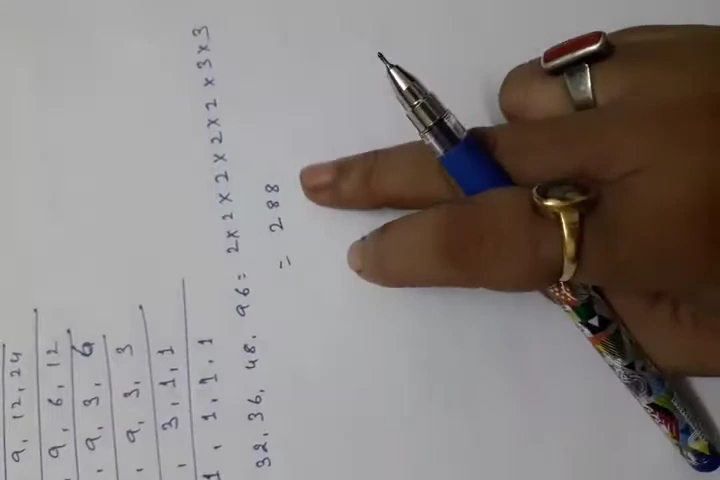 9, 12, 24
9, 6, 12
, 9, 3, 6
, 9, 3, 3
, 3, 1, 1
1, 1, 1, 1
32, 36, 48, 96 = 2 x 2 x 2 x 2 x 2 x 3 x 3
= 288